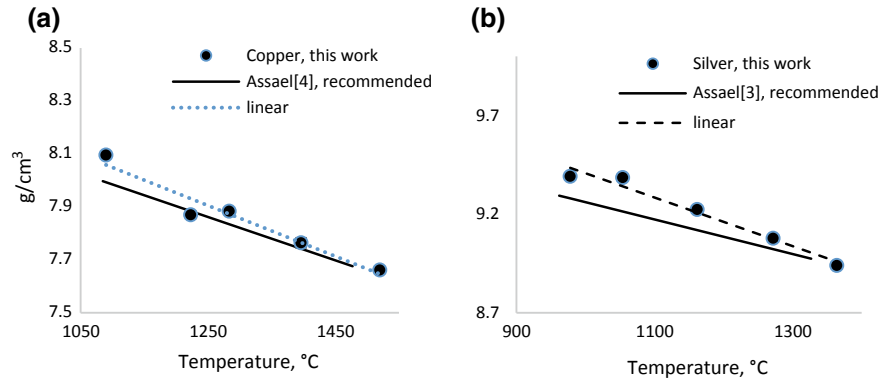 (a)
8.5
8.3
8.1
7.9
7.7
7.5
g/cm³
1050
1250
1450
Temperature, °C
Copper, this work
Assael[4], recommended
linear
(b)
9.7
9.2
8.7
900
1100
1300
Temperature, °C
Silver, this work
Assael[3], recommended
linear